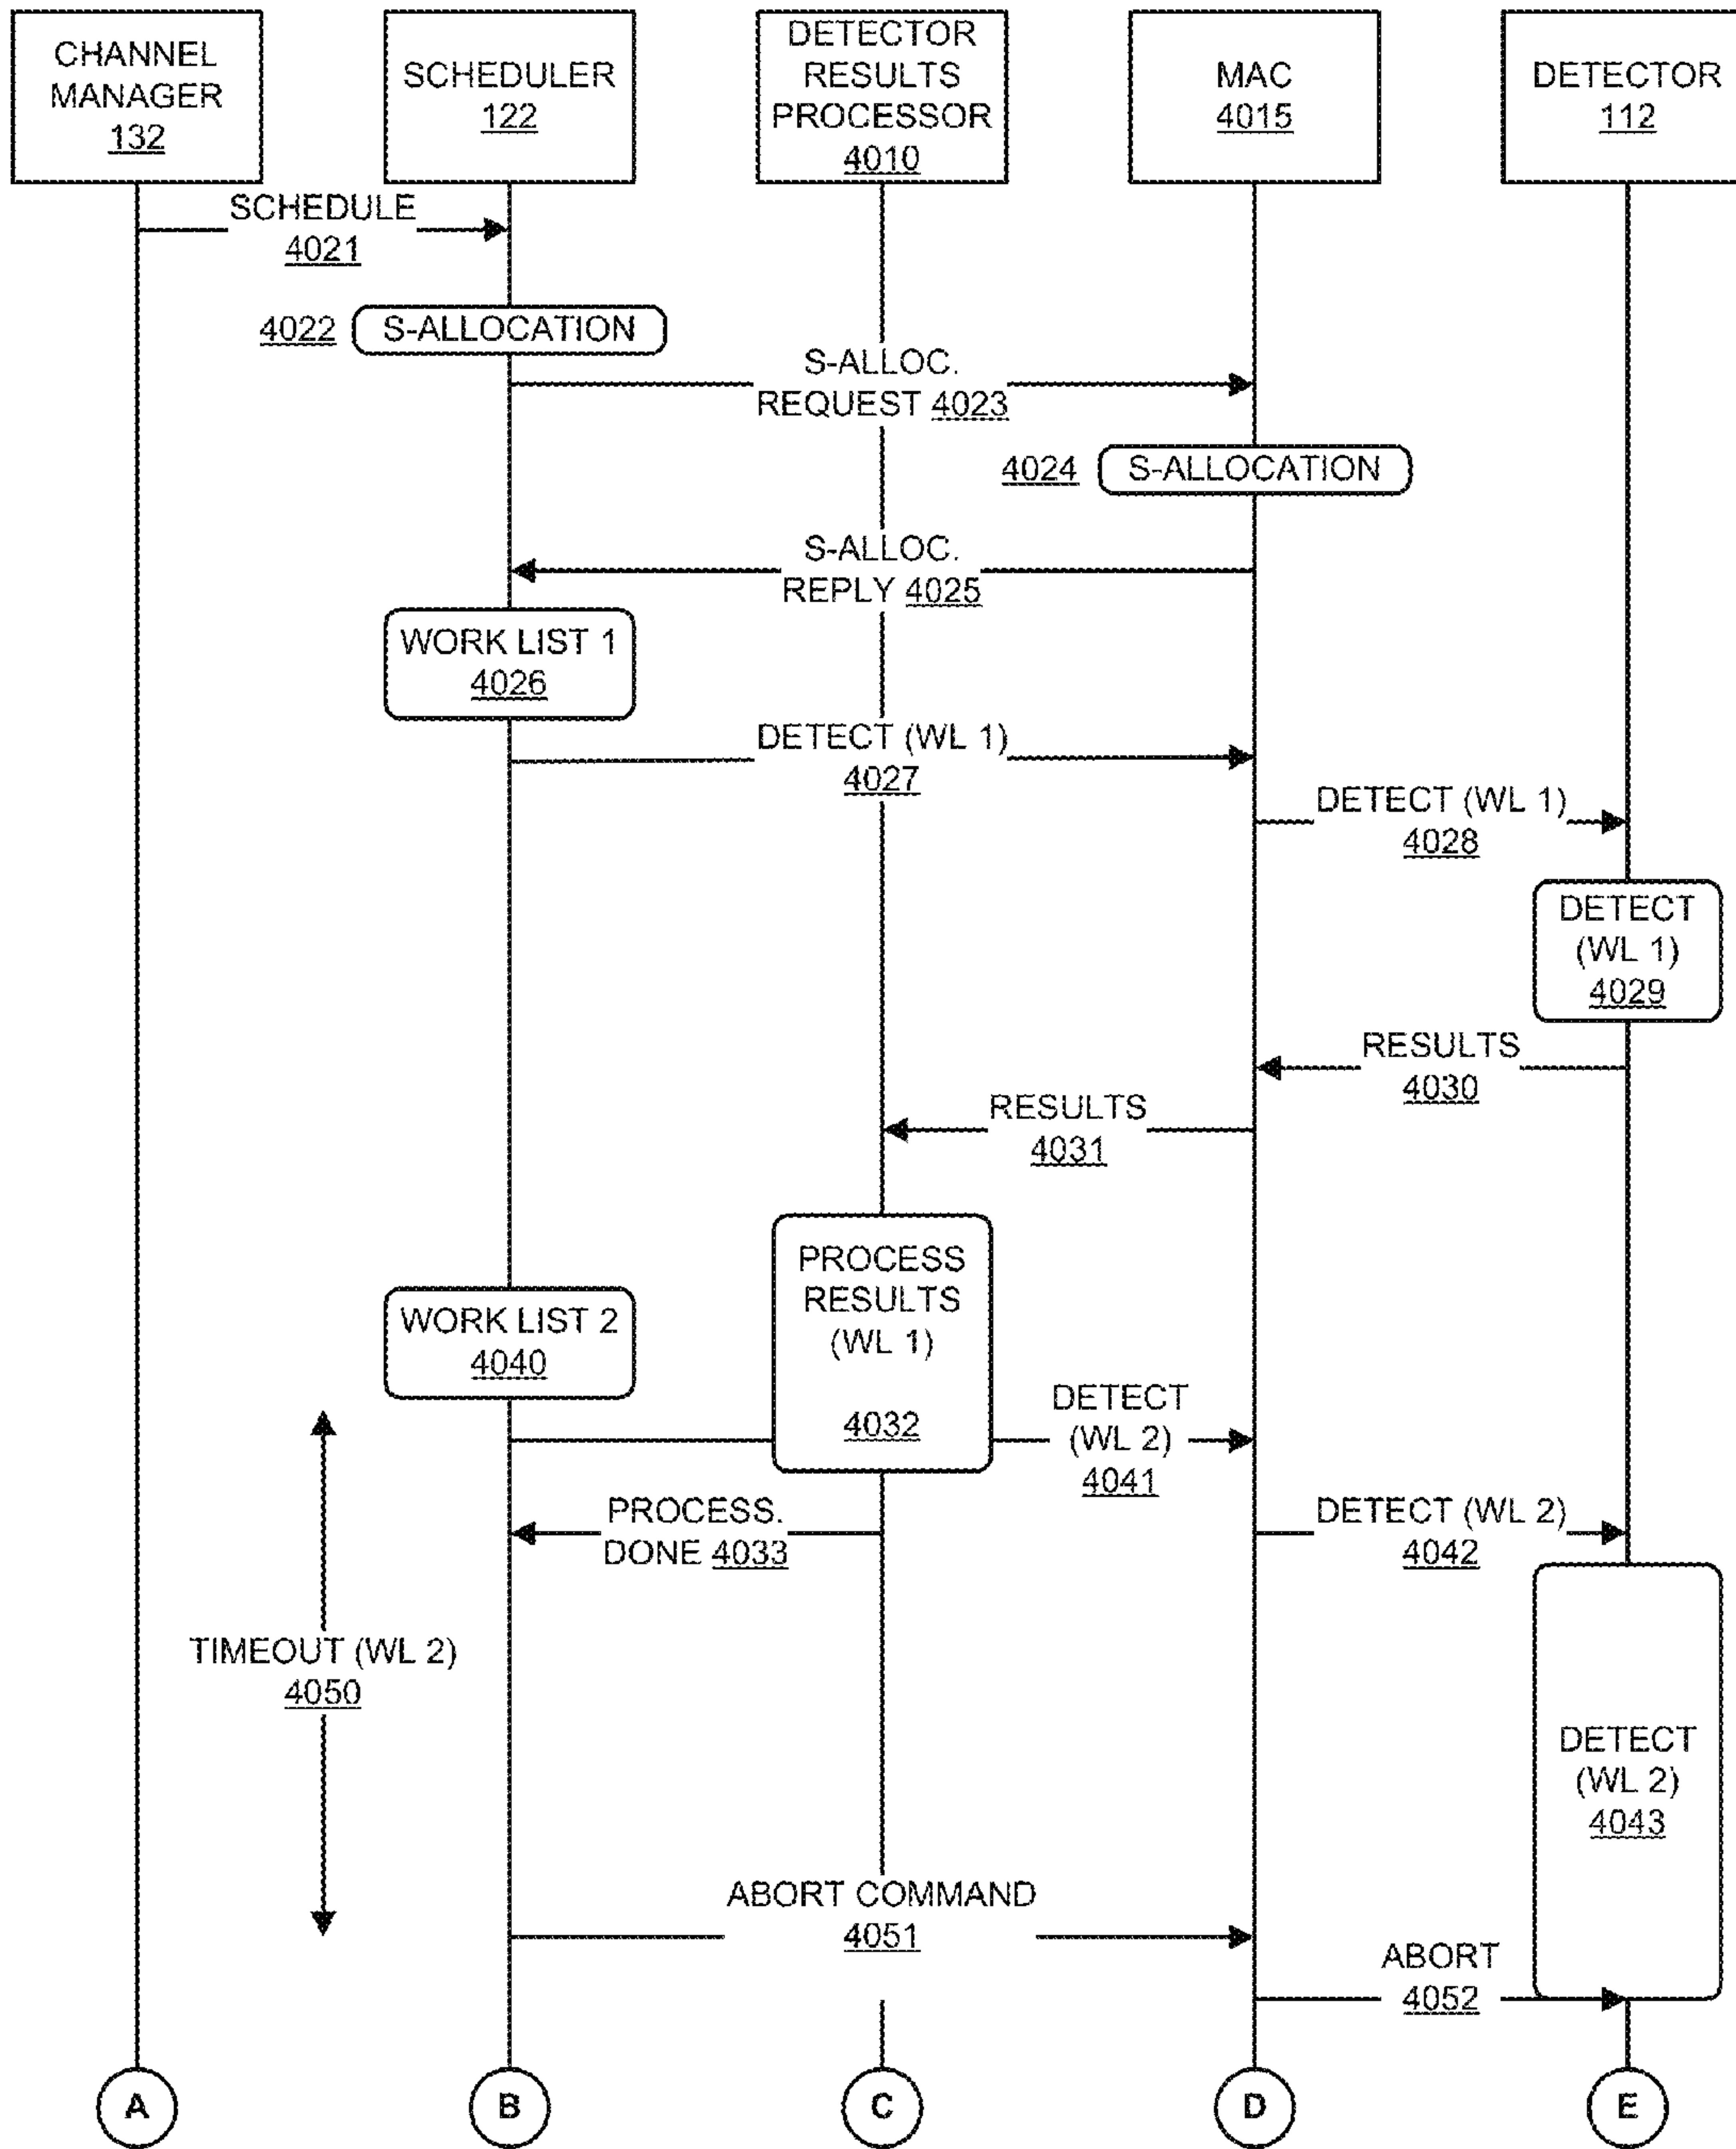 CHANNEL
MANAGER
132
SCHEDULER
122
DETECTOR
RESULTS
PROCESSOR
4010
MAC
4015
DETECTOR
112
SCHEDULE
4021
4022 S-ALLOCATION
S-ALLOC.
REQUEST 4023
4024 S-ALLOCATION
S-ALLOC.
REPLY 4025
WORK LIST 1
4026
DETECT (WL 1)
4027
DETECT (WL 1)
4028
DETECT
(WL 1)
4029
RESULTS
4030
RESULTS
4031
PROCESS
RESULTS
(WL 1)
4032
WORK LIST 2
4040
DETECT
(WL 2)
4041
PROCESS.
DONE 4033
DETECT (WL 2)
4042
TIMEOUT (WL 2)
4050
DETECT
(WL 2)
4043
ABORT COMMAND
4051
ABORT
4052
A
B
C
D
E